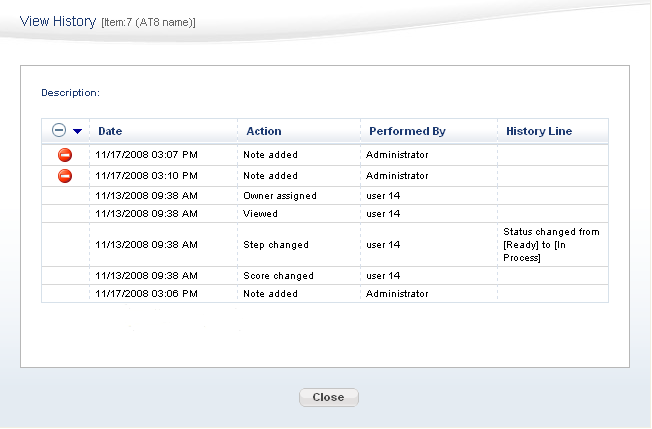 View History [Item:7 (AT8 name)]
Description:
Date Action Performed By History Line
11/17/2008 03:07 PM Note added Administrator
11/17/2008 03:10 PM Note added Administrator
11/13/2008 09:38 AM Owner assigned user 14
11/13/2008 09:38 AM Viewed user 14
11/13/2008 09:38 AM Step changed user 14 Status changed from
[Ready] to [In
Process]
11/13/2008 09:38 AM Score changed user 14
11/17/2008 03:06 PM Note added Administrator
Close